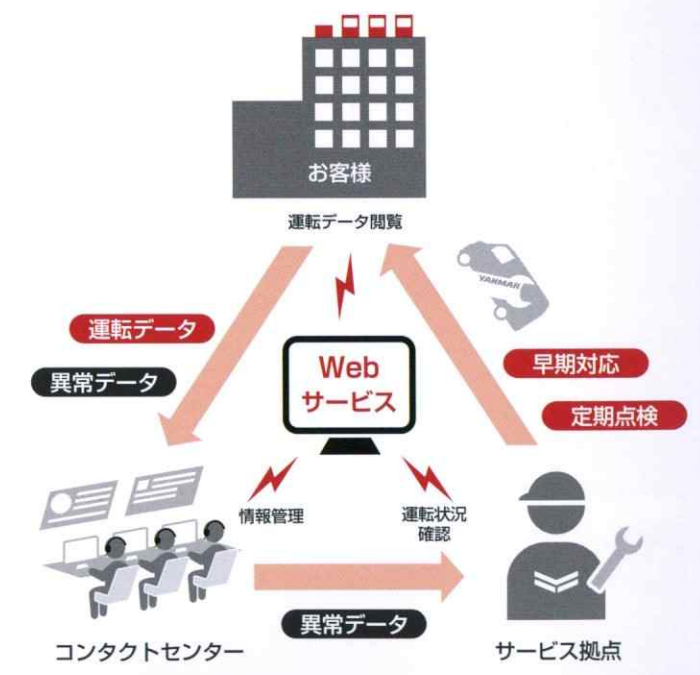 お客様
運転データ閲覧
YANMAR
運転データ
異常データ
早期対応
定期点検
Web
サービス
情報管理
運転状況
確認
異常データ
コンタクトセンター
サービス拠点